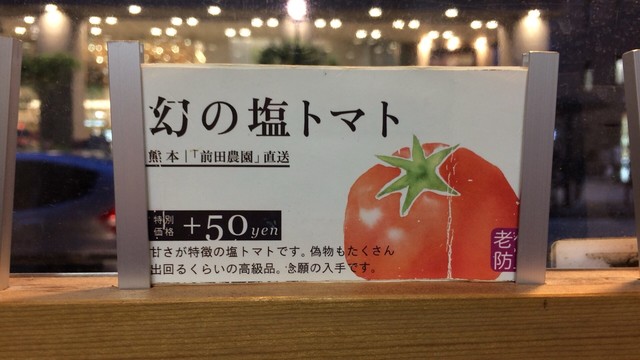 幻の塩トマト
熊本|「前田農園」直送
特別価格 +50yen
甘さが特徴の塩トマトです。偽物もたくさん
出回るくらいの高級品。念願の入手です。
老
防